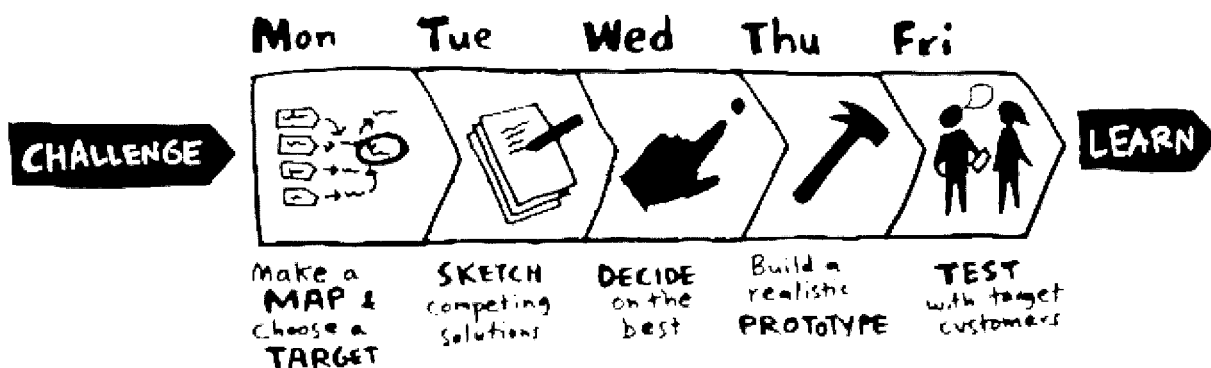 Mon Tue Wed Thu Fri
CHALLENGE
LEARN
Make a
MAP &
choose a
TARGET
SKETCH
competing
solutions
DECIDE
on the
best
Build a
realistic
PROTOTYPE
TEST
with target
customers